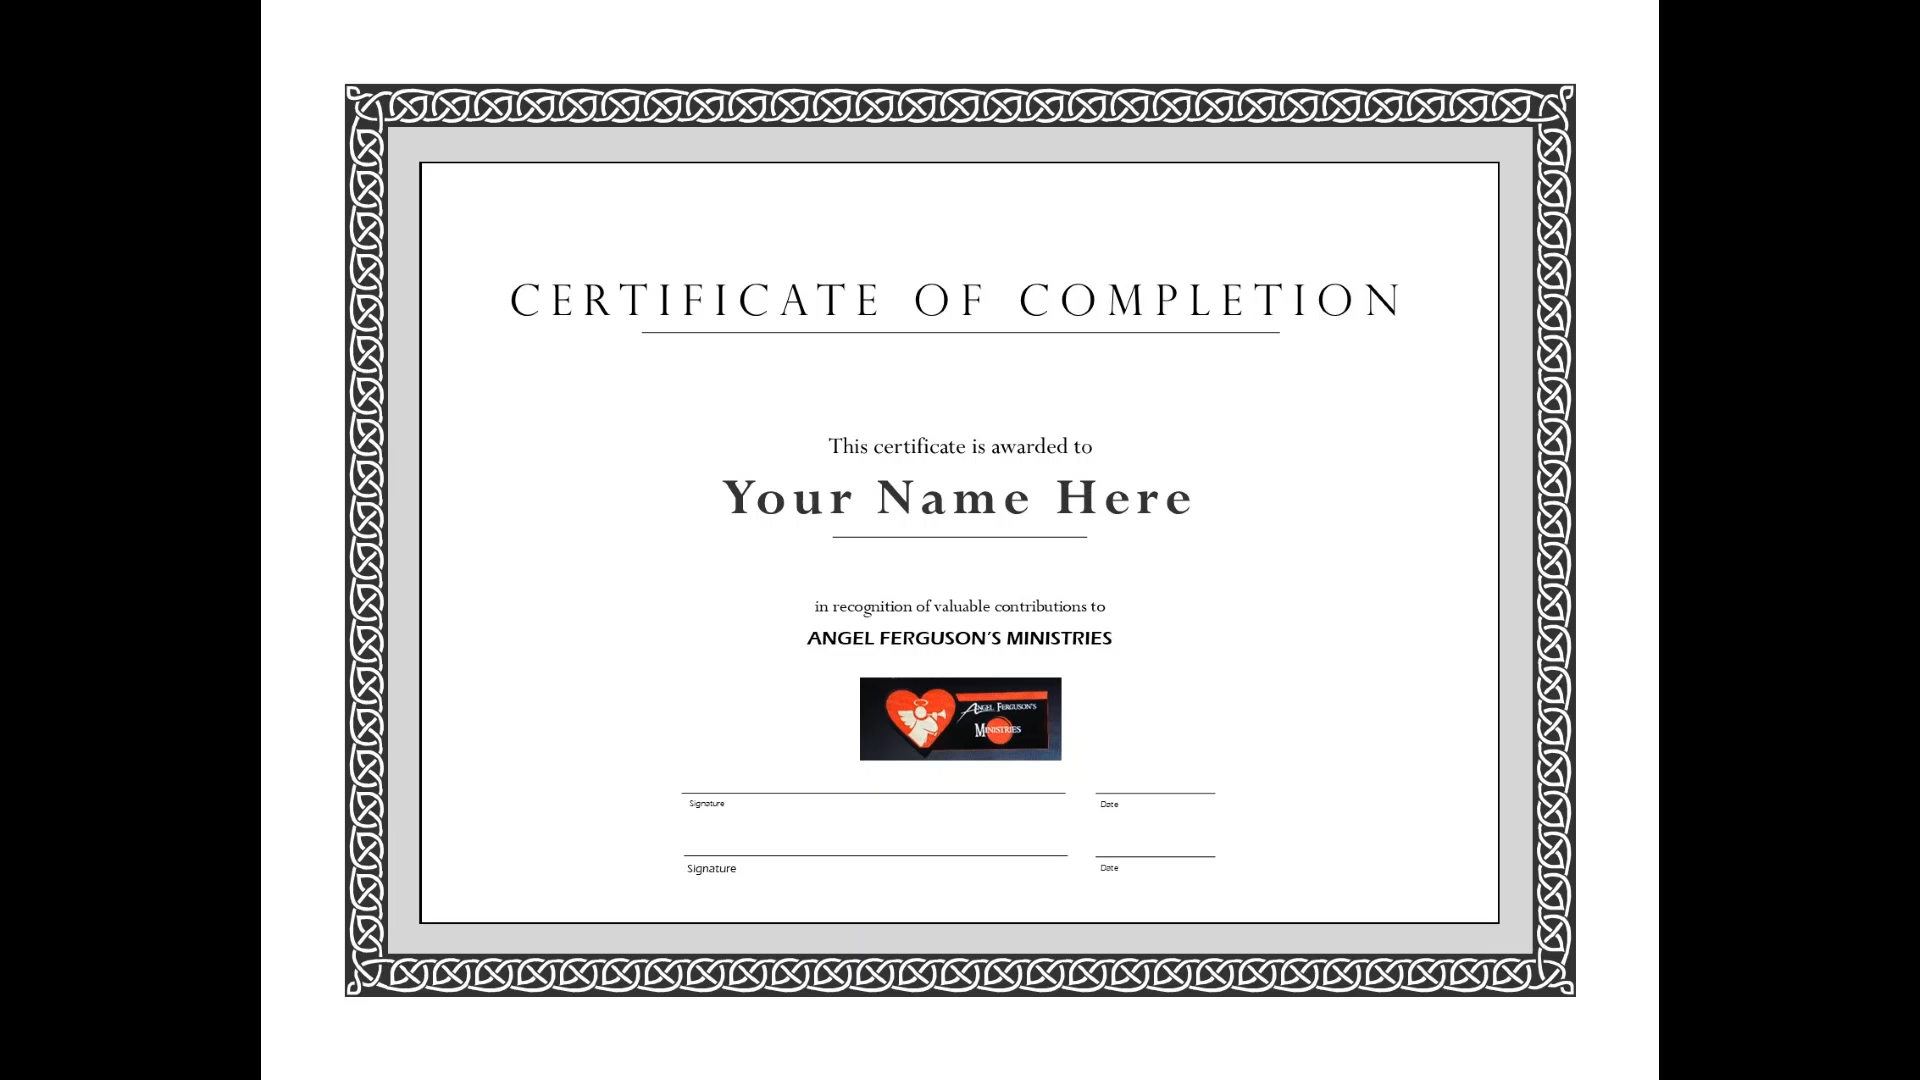 CERTIFICATE OF COMPLETION
This certificate is awarded to
Your Name Here
in recognition of valuable contributions to
ANGEL FERGUSON'S MINISTRIES
ANGEL FERGUSON'S
MINISTRIES
Signature
Date
Signature
Date